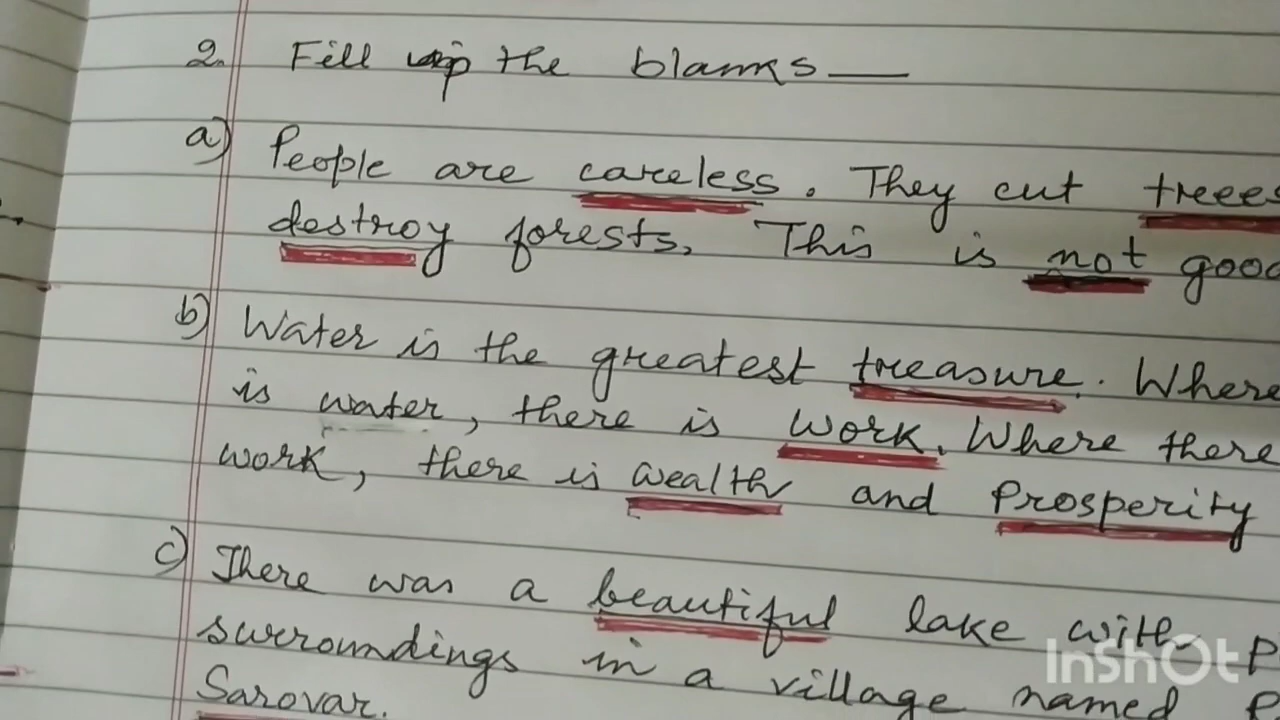 2. Fill up the blanks —
a) People are careless. They cut treees
destroy forests. This is not good
b) Water is the greatest treasure. Where
is water, there is work. Where there
work, there is wealth and Prosperity
c) There was a beautiful lake with P
surroundings in a village named P
Sarovar.
InShOt